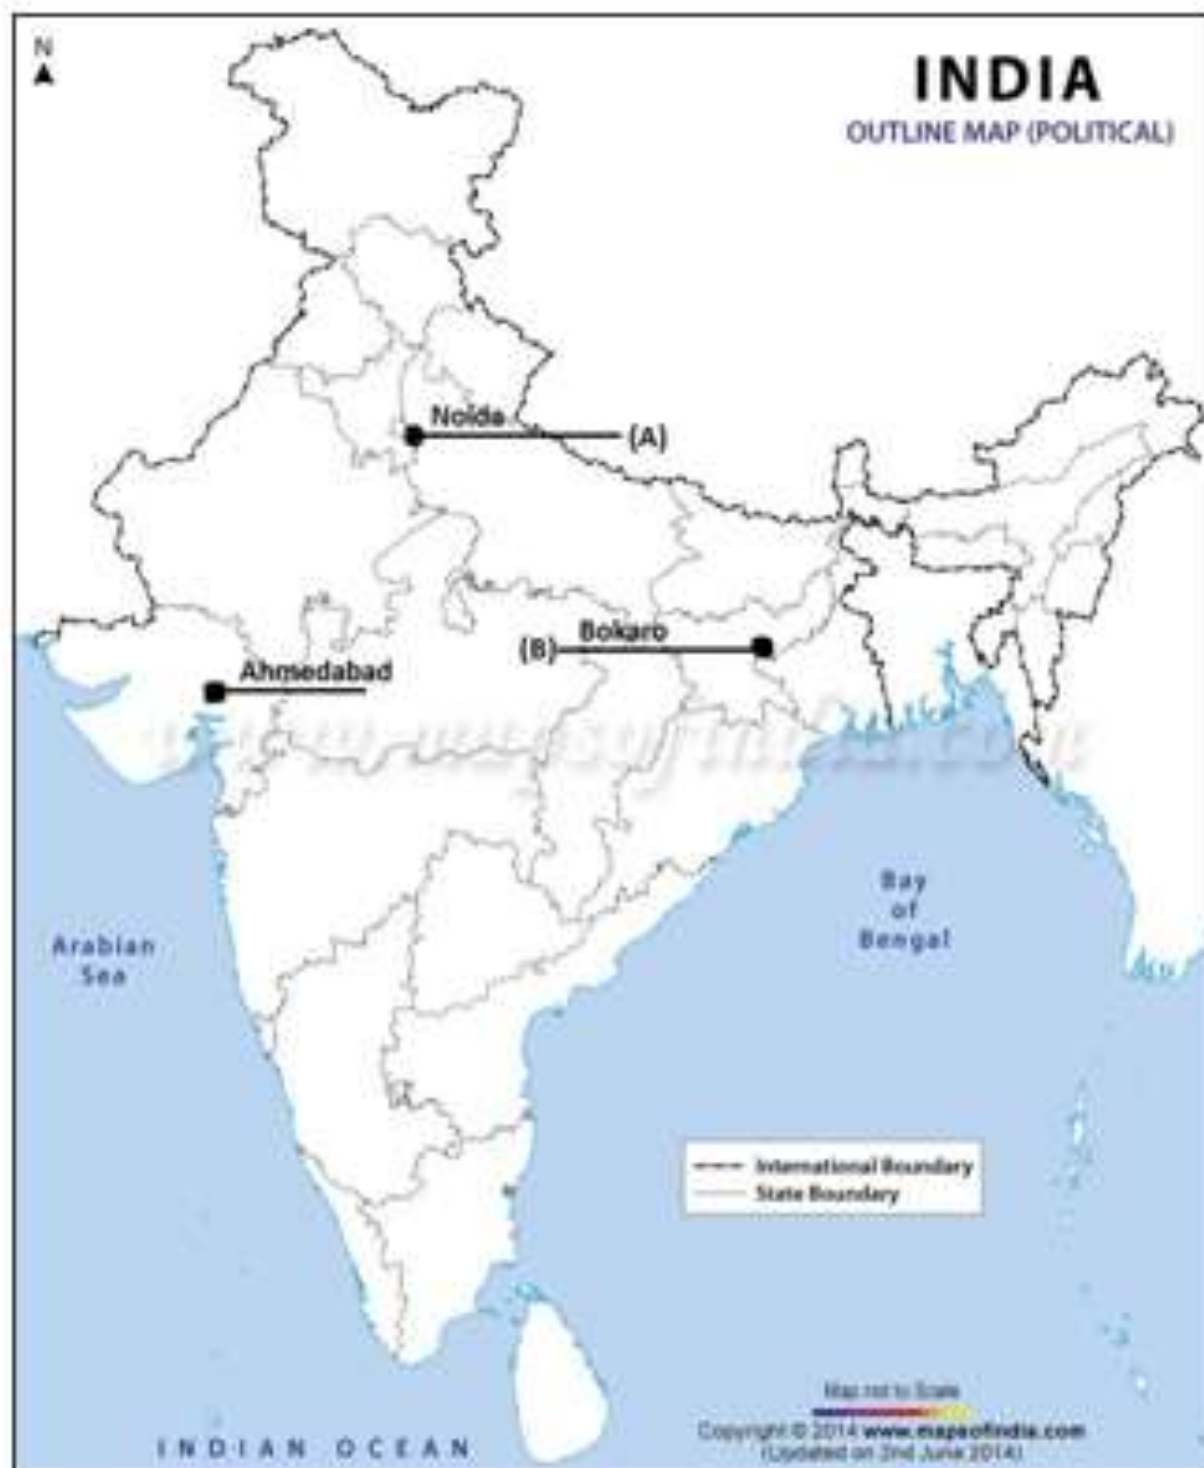 N
INDIA
OUTLINE MAP (POLITICAL)
Noida
(A)
Bokaro
(B)
Ahmedabad
Arabian
Sea
Bay
of
Bengal
International Boundary
State Boundary
Map not to Scale
Copyright © 2014 www.mapsofindia.com
(Updated on 2nd June 2014)
INDIAN OCEAN